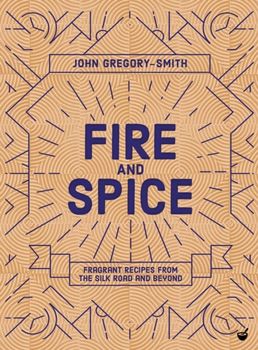 JOHN GREGORY-SMITH
FIRE
AND
SPICE
FRAGRANT RECIPES FROM
THE SILK ROAD AND BEYOND